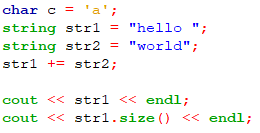 char c = 'a';
string str1 = "hello ";
string str2 = "world";
str1 += str2;
cout << str1 << endl;
cout << str1.size() << endl;